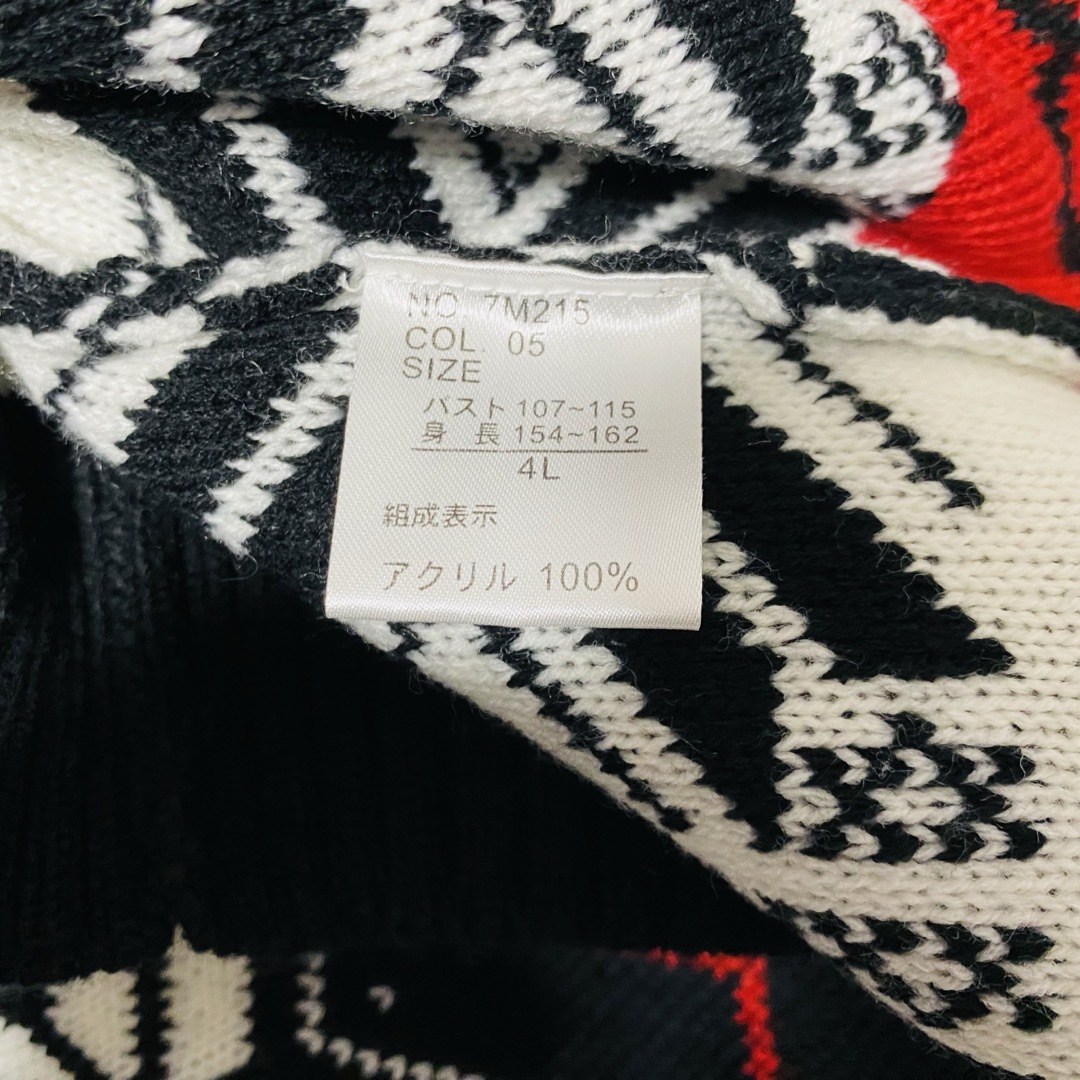 NO. 7M215
COL 05
SIZE
バスト 107~115
身 長 154~162
4L
組成表示
アクリル 100%